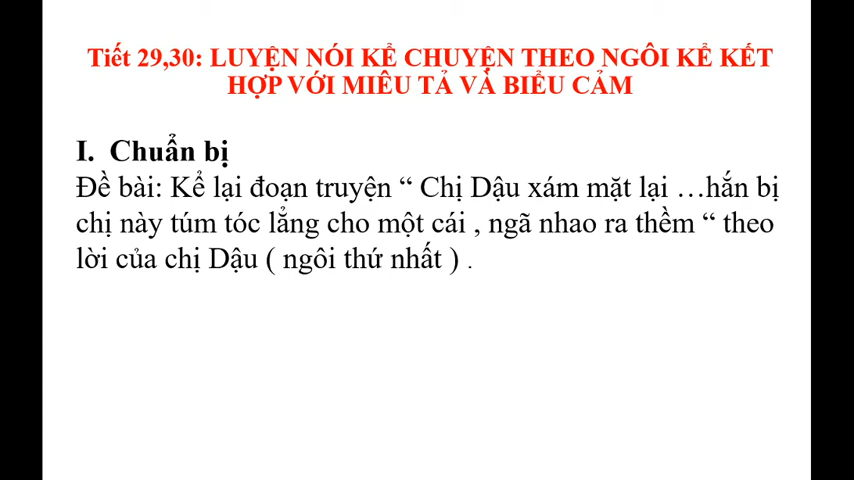 Tiết 29,30: LUYỆN NÓI KỂ CHUYỆN THEO NGÔI KỂ KẾT
HỢP VỚI MIÊU TẢ VÀ BIỂU CẢM
I. Chuẩn bị
Đề bài: Kể lại đoạn truyện “ Chị Dậu xám mặt lại …hắn bị
chị này túm tóc lẳng cho một cái , ngã nhao ra thềm “ theo
lời của chị Dậu ( ngôi thứ nhất ) .